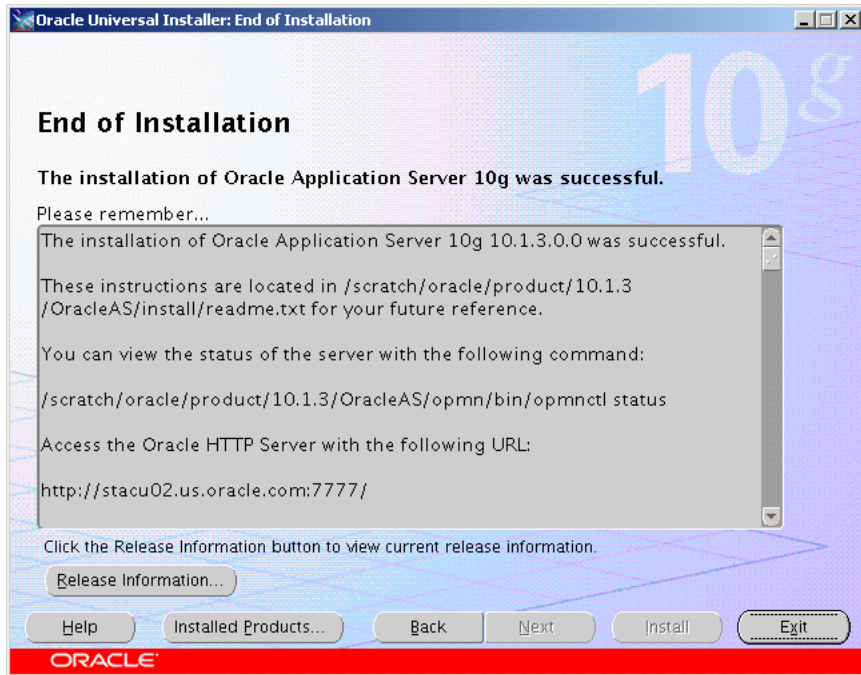 Oracle Universal Installer: End of Installation
10g
End of Installation
The installation of Oracle Application Server 10g was successful.
Please remember...
The installation of Oracle Application Server 10g 10.1.3.0.0 was successful.
These instructions are located in /scratch/oracle/product/10.1.3
/OracleAS/install/readme.txt for your future reference.
You can view the status of the server with the following command:
/scratch/oracle/product/10.1.3/OracleAS/opmn/bin/opmnctl status
Access the Oracle HTTP Server with the following URL:
http://stacu02.us.oracle.com:7777/
Click the Release Information button to view current release information.
Release Information...
Help Installed Products... Back Next Install Exit
ORACLE